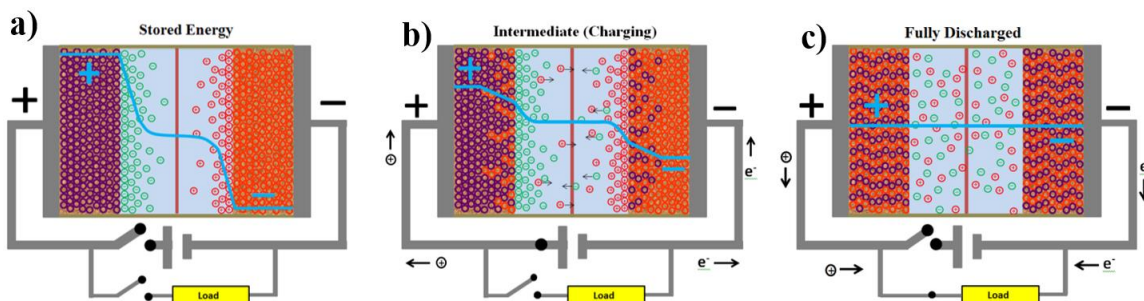 a)
Stored Energy
+
+
−
−
Load
b)
Intermediate (Charging)
+
+
−
−
+
e-
+
e-
Load
c)
Fully Discharged
+
+
−
−
+
e-
+
e-
Load